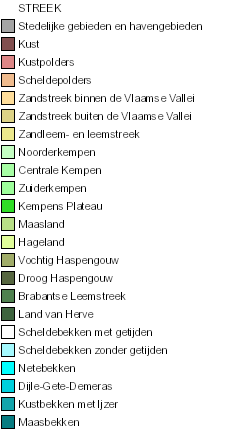 STREEK
Stedelijke gebieden en havengebieden
Kust
Kustpolders
Scheldepolders
Zandstreek binnen de Vlaamse Vallei
Zandstreek buiten de Vlaamse Vallei
Zandleem- en leemstreek
Noorderkempen
Centrale Kempen
Zuiderkempen
Kempens Plateau
Maasland
Hageland
Vochtig Haspengouw
Droog Haspengouw
Brabantse Leemstreek
Land van Herve
Scheldebekken met getijden
Scheldebekken zonder getijden
Netebekken
Dijle-Gete-Demeras
Kustbekken met Ijzer
Maasbekken